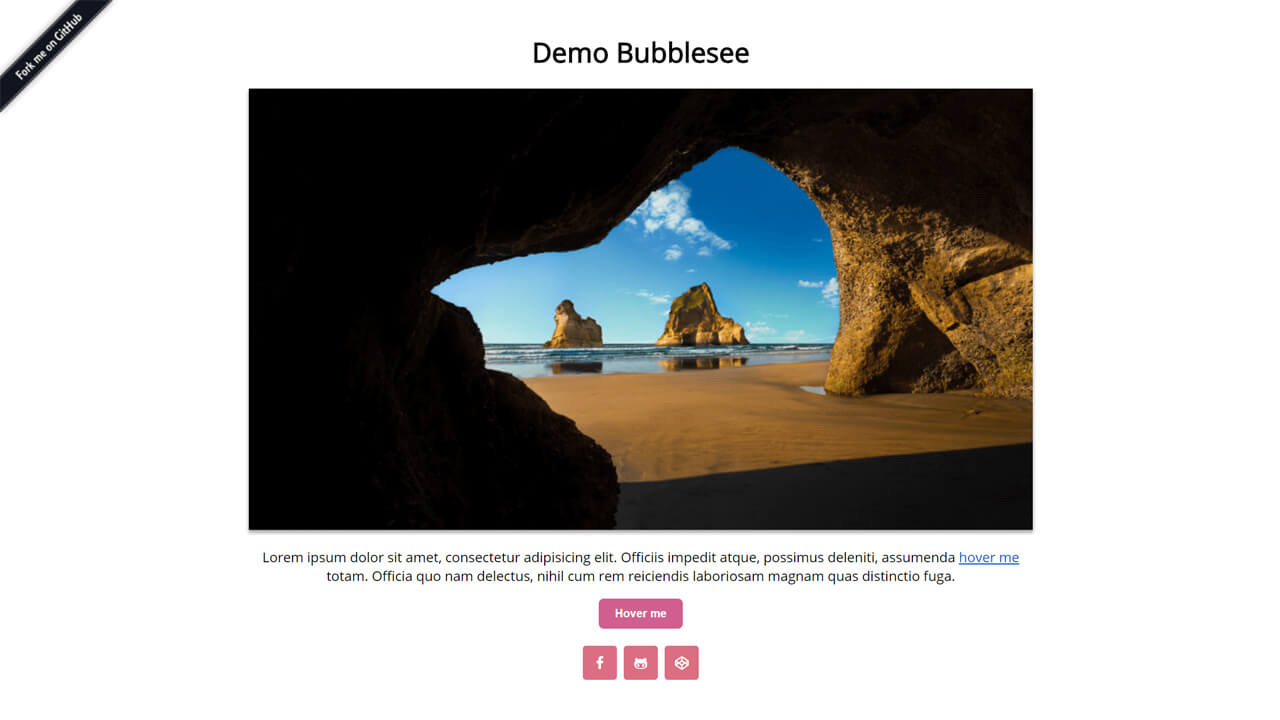 Fork me on GitHub
Demo Bubblesee
Lorem ipsum dolor sit amet, consectetur adipisicing elit. Officiis impedit atque, possimus deleniti, assumenda hover me
totam. Officia quo nam delectus, nihil cum rem reiciendis laboriosam magnam quas distinctio fuga.
Hover me